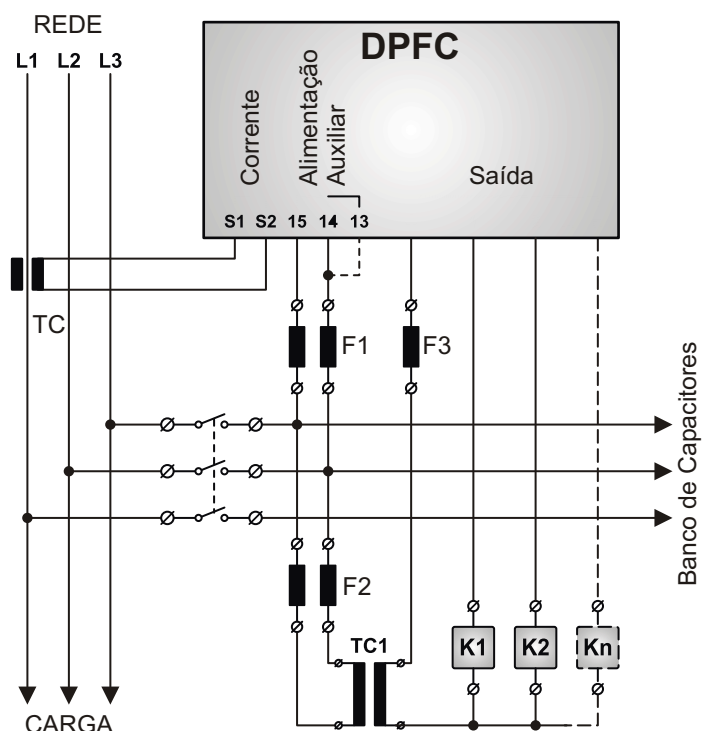 REDE
L1 L2 L3
DPFC
Corrente
Alimentação
Auxiliar
Saída
S1 S2 15 14 13
TC
F1
F3
Banco de Capacitores
F2
TC1
K1
K2
Kn
CARGA